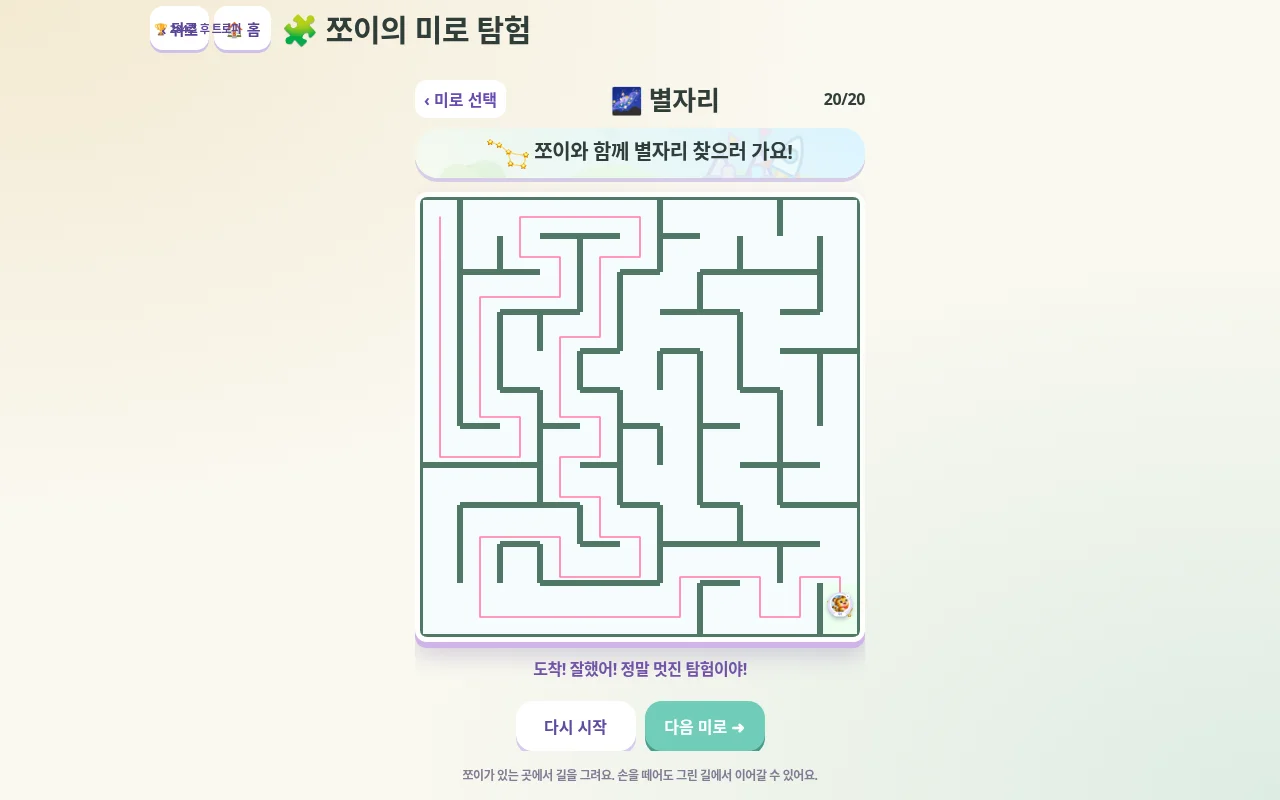 홈
쪼이의 미로 탐험
‹ 미로 선택
별자리
20/20
쪼이와 함께 별자리 찾으러 가요!
도착! 잘했어! 정말 멋진 탐험이야!
다시 시작
다음 미로 ➜
쪼이가 있는 곳에서 길을 그려요. 손을 떼어도 그린 길에서 이어갈 수 있어요.